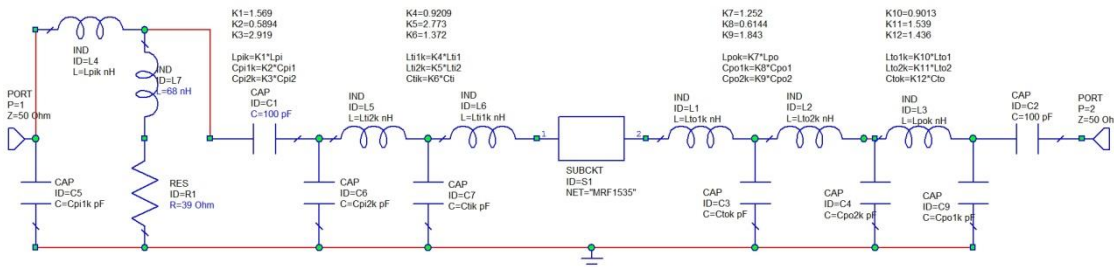 K1=1.569
K2=0.5894
K3=2.919
Lpik=K1*Lpi
Cpi1k=K2*Cpi1
Cpi2k=K3*Cpi2
K4=0.9209
K5=2.773
K6=1.372
Lti1k=K4*Lti1
Lti2k=K5*Lti2
Ctik=K6*Cti
K7=1.252
K8=0.6144
K9=1.843
Lpok=K7*Lpo
Cpo1k=K8*Cpo1
Cpo2k=K9*Cpo2
K10=0.9013
K11=1.539
K12=1.436
Lto1k=K10*Lto1
Lto2k=K11*Lto2
Ctok=K12*Cto
IND
ID=L4
L=Lpik nH
IND
ID=L7
L=68 nH
PORT
P=1
Z=50 Ohm
CAP
ID=C1
C=100 pF
IND
ID=L5
L=Lti2k nH
IND
ID=L6
L=Lti1k nH
1
2
SUBCKT
ID=S1
NET="MRF1535"
IND
ID=L1
L=Lto1k nH
IND
ID=L2
L=Lto2k nH
IND
ID=L3
L=Lpok nH
CAP
ID=C2
C=100 pF
PORT
P=2
Z=50 Oh
CAP
ID=C5
C=Cpi1k pF
RES
ID=R1
R=39 Ohm
CAP
ID=C6
C=Cpi2k pF
CAP
ID=C7
C=Ctik pF
CAP
ID=C3
C=Ctok pF
CAP
ID=C4
C=Cpo2k pF
CAP
ID=C9
C=Cpo1k pF